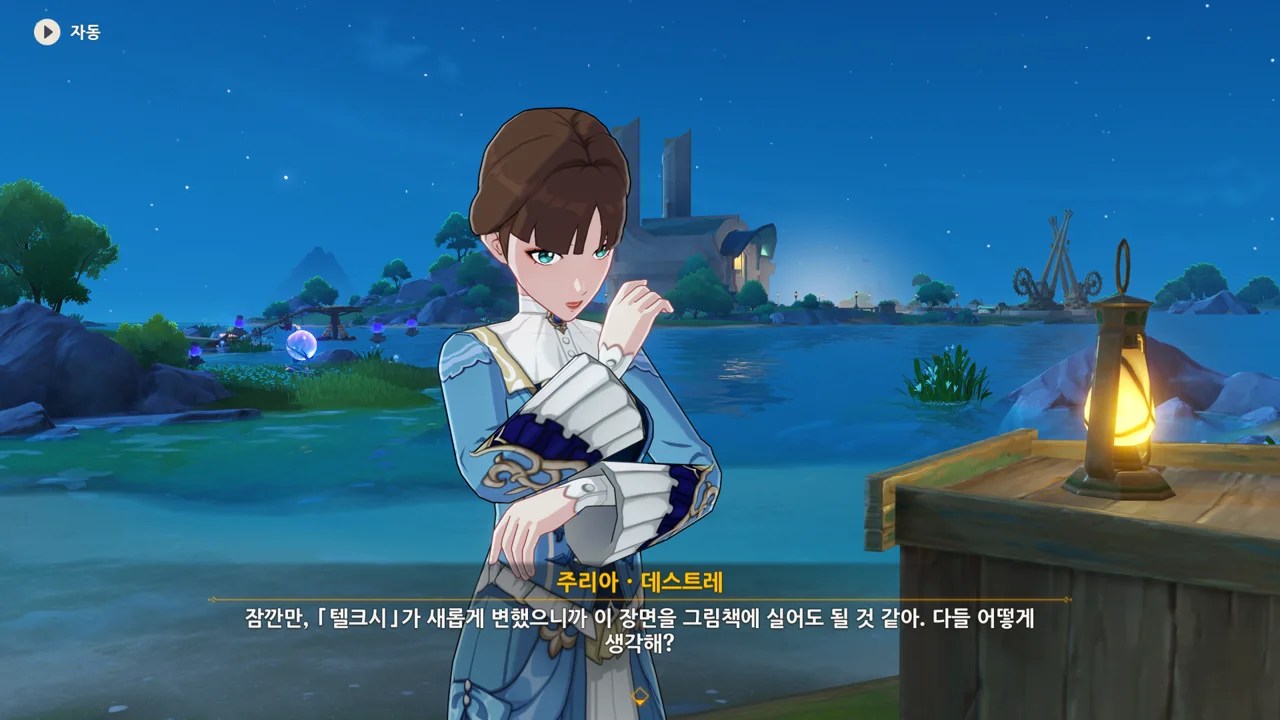 자동
주리아 · 데스트레
잠깐만, 「텔크시」가 새롭게 변했으니까 이 장면을 그림책에 실어도 될 것 같아. 다들 어떻게
생각해?